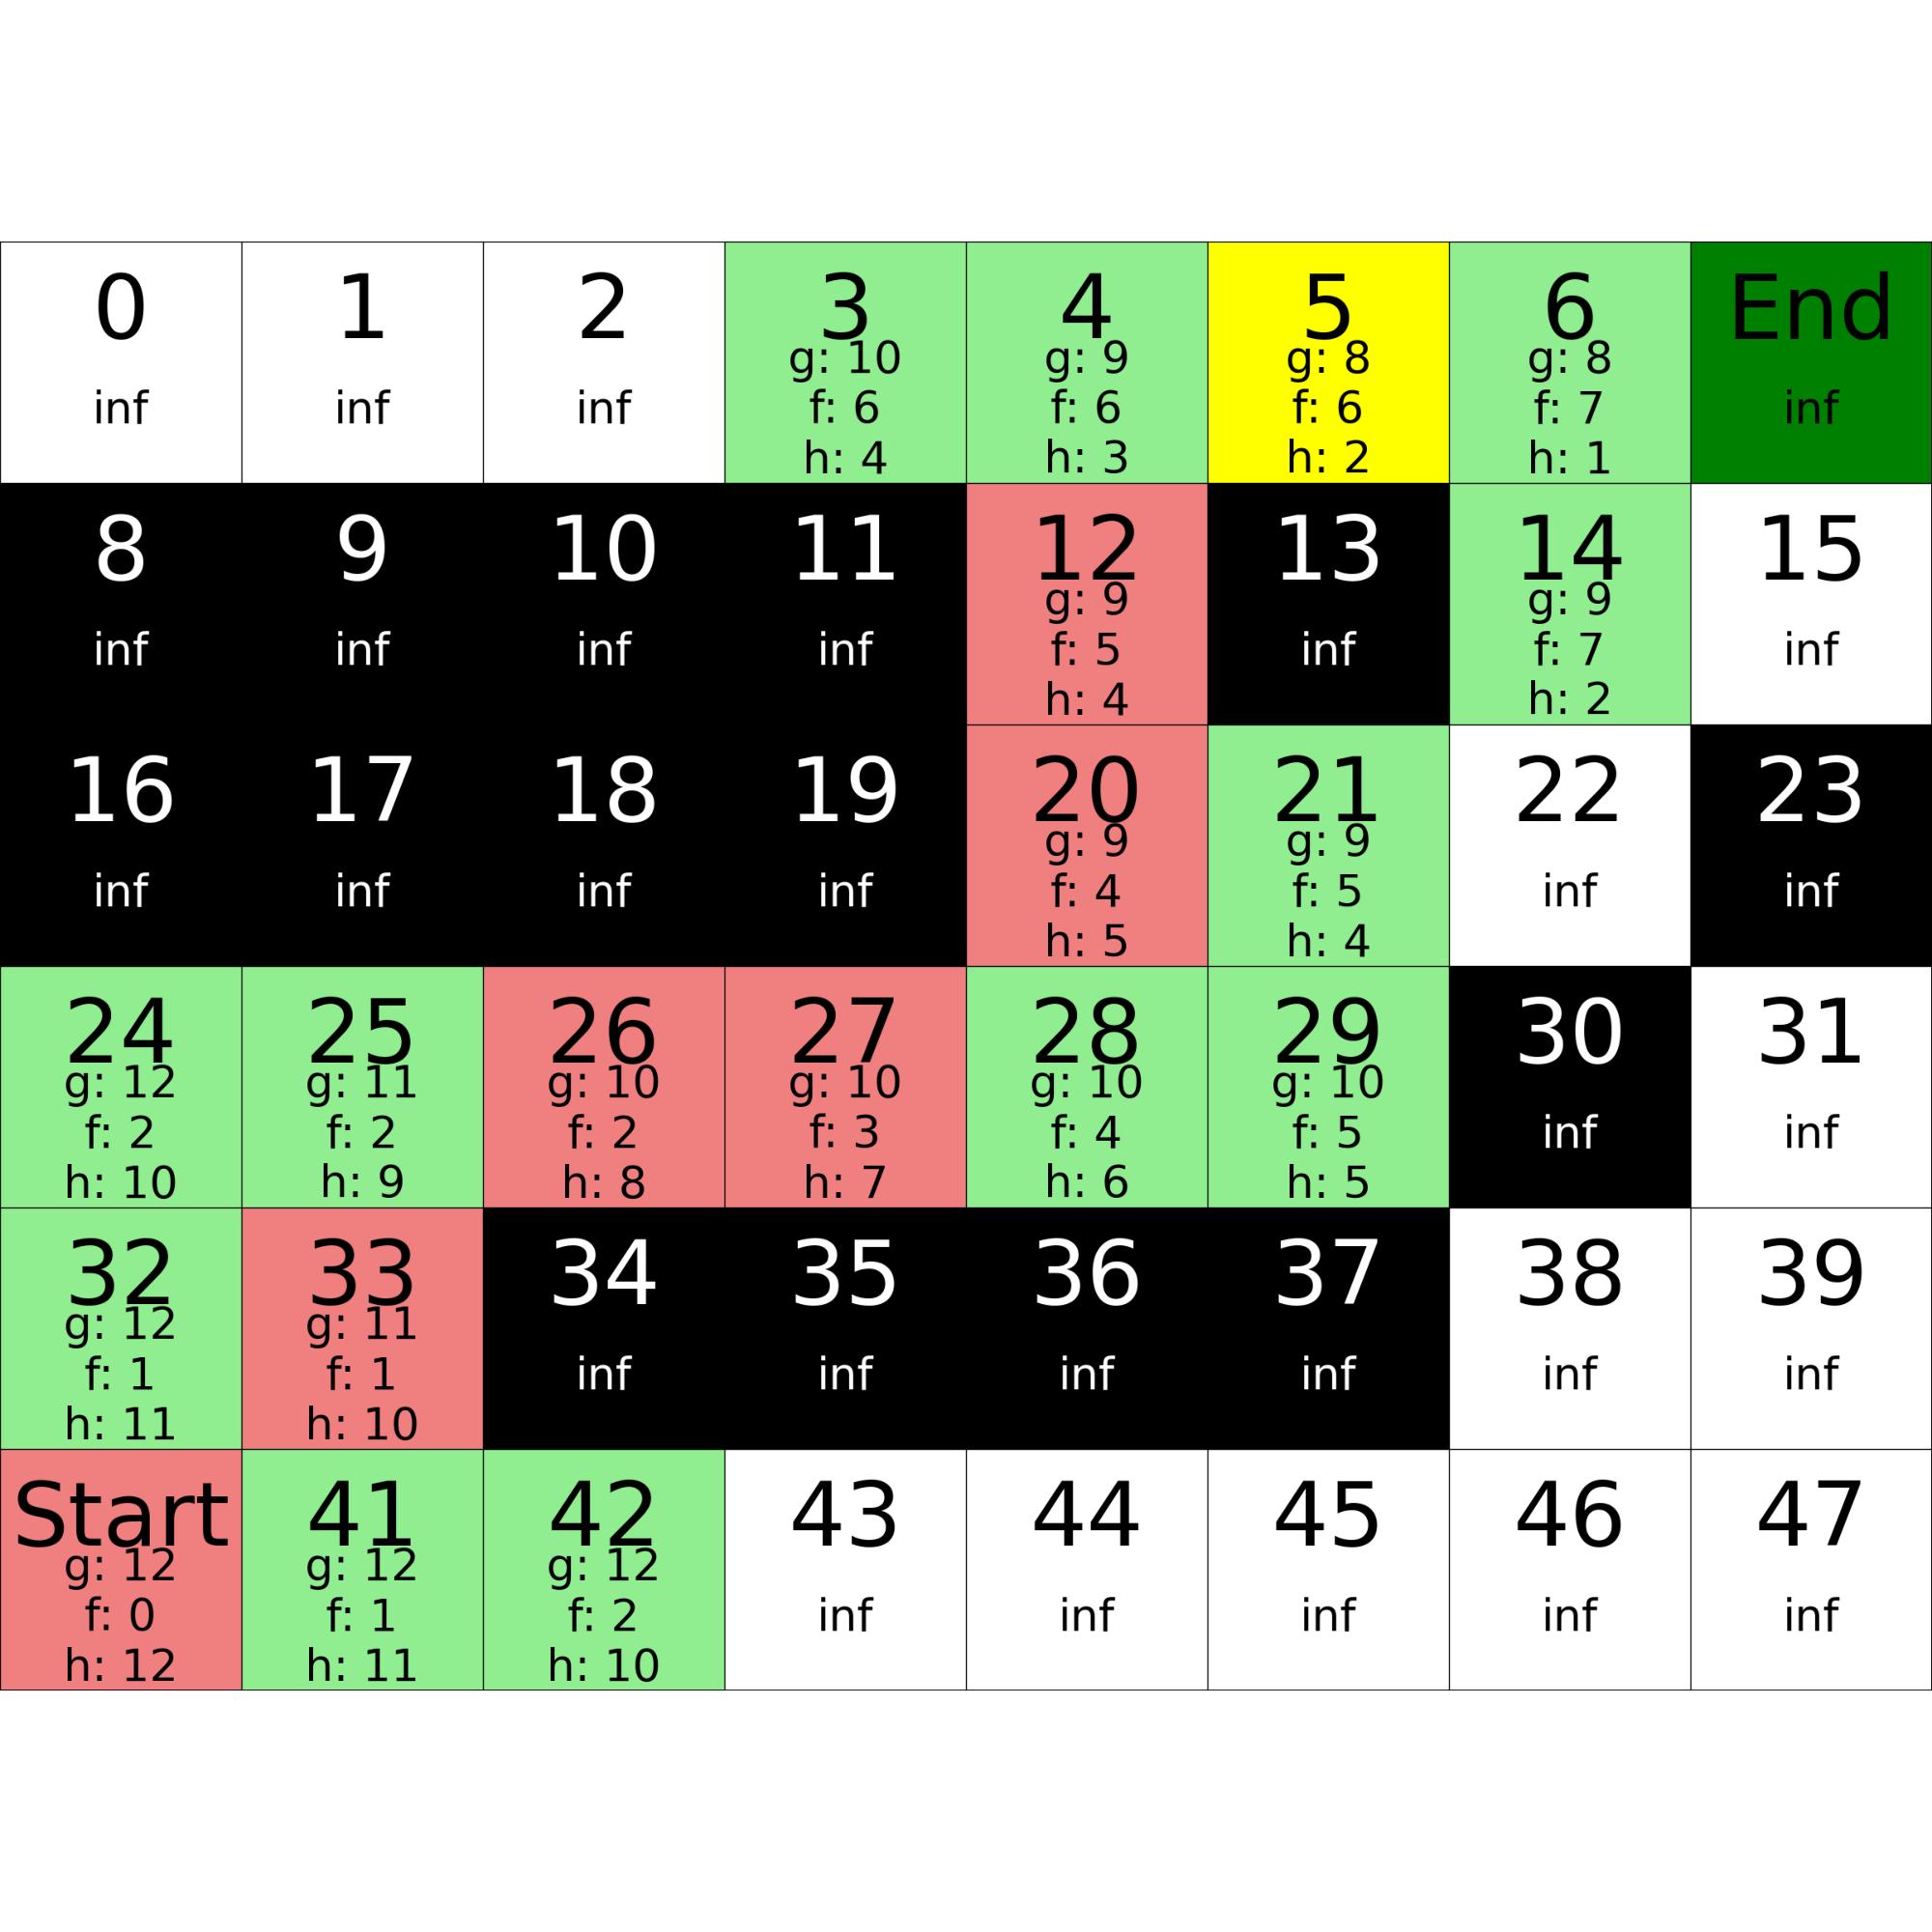 0 1 2 3 4 5 6 End
g: 10 g: 9 g: 8 g: 8
inf inf inf f: 6 f: 6 f: 6 f: 7 inf
h: 4 h: 3 h: 2 h: 1
8 9 10 11 12 13 14 15
g: 9 g: 9
inf inf inf inf f: 5 inf f: 7 inf
h: 4 h: 2
16 17 18 19 20 21 22 23
g: 9 g: 9
inf inf inf inf f: 4 f: 5 inf inf
h: 5 h: 4
24 25 26 27 28 29 30 31
g: 12 g: 11 g: 10 g: 10 g: 10 g: 10
f: 2 f: 2 f: 2 f: 3 f: 4 f: 5 inf inf
h: 10 h: 9 h: 8 h: 7 h: 6 h: 5
32 33 34 35 36 37 38 39
g: 12 g: 11
f: 1 f: 1 inf inf inf inf inf inf
h: 11 h: 10
Start 41 42 43 44 45 46 47
g: 12 g: 12 g: 12
f: 0 f: 1 f: 2 inf inf inf inf inf
h: 12 h: 11 h: 10